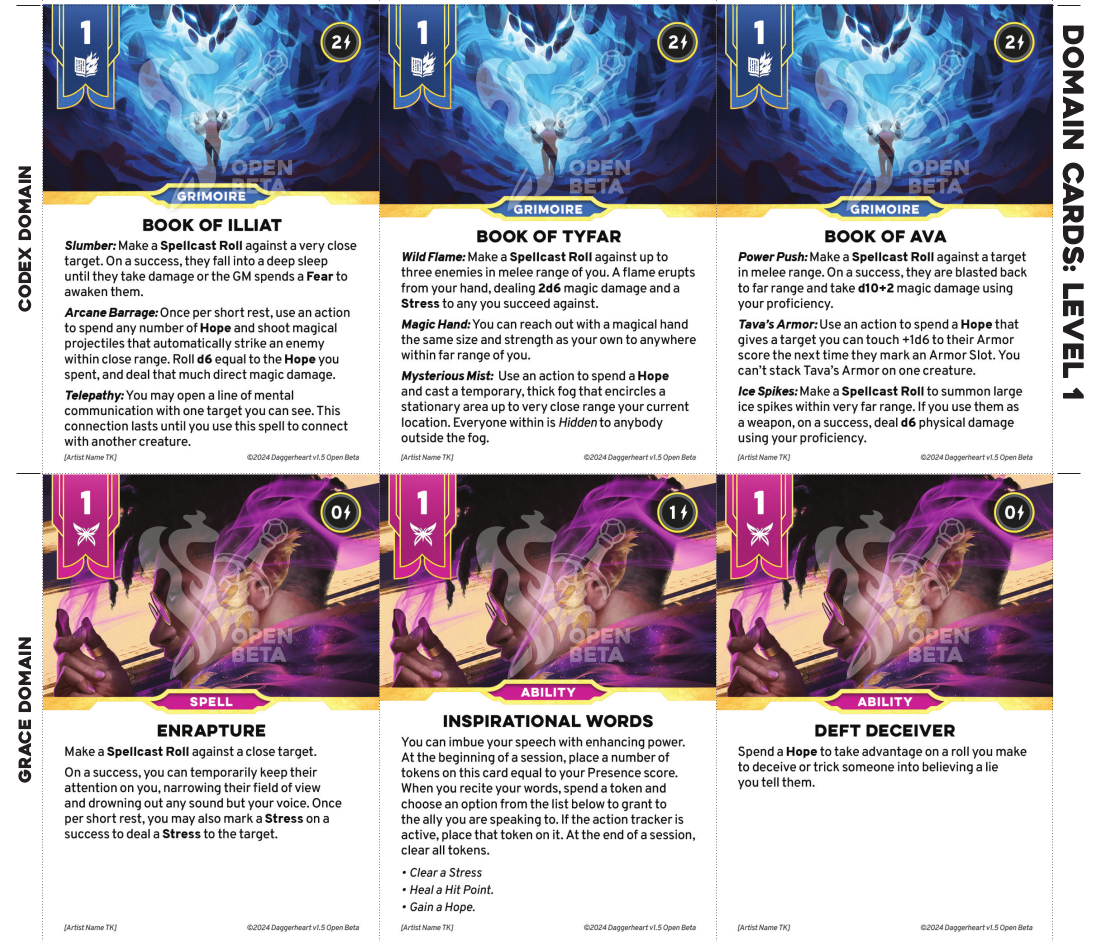 DOMAIN CARDS: LEVEL 1
CODEX DOMAIN
1
2
OPEN
BETA
GRIMOIRE
BOOK OF ILLIAT
Slumber: Make a Spellcast Roll against a very close
target. On a success, they fall into a deep sleep
until they take damage or the GM spends a Fear to
awaken them.
Arcane Barrage: Once per short rest, use an action
to spend any number of Hope and shoot magical
projectiles that automatically strike an enemy
within close range. Roll d6 equal to the Hope you
spent, and deal that much direct magic damage.
Telepathy: You may open a line of mental
communication with one target you can see. This
connection lasts until you use this spell to connect
with another creature.
[Artist Name TK]
©2024 Daggerheart v1.5 Open Beta
1
2
OPEN
BETA
GRIMOIRE
BOOK OF TYFAR
Wild Flame: Make a Spellcast Roll against up to
three enemies in melee range of you. A flame erupts
from your hand, dealing 2d6 magic damage and a
Stress to any you succeed against.
Magic Hand: You can reach out with a magical hand
the same size and strength as your own to anywhere
within far range of you.
Mysterious Mist: Use an action to spend a Hope
and cast a temporary, thick fog that encircles a
stationary area up to very close range your current
location. Everyone within is Hidden to anybody
outside the fog.
[Artist Name TK]
©2024 Daggerheart v1.5 Open Beta
1
2
OPEN
BETA
GRIMOIRE
BOOK OF AVA
Power Push: Make a Spellcast Roll against a target
in melee range. On a success, they are blasted back
to far range and take d10+2 magic damage using
your proficiency.
Tava's Armor: Use an action to spend a Hope that
gives a target you can touch +1d6 to their Armor
score the next time they mark an Armor Slot. You
can't stack Tava's Armor on one creature.
Ice Spikes: Make a Spellcast Roll to summon large
ice spikes within very far range. If you use them as
a weapon, on a success, deal d6 physical damage
using your proficiency.
[Artist Name TK]
©2024 Daggerheart v1.5 Open Beta
GRACE DOMAIN
1
0
OPEN
BETA
SPELL
ENRAPTURE
Make a Spellcast Roll against a close target.
On a success, you can temporarily keep their
attention on you, narrowing their field of view
and drowning out any sound but your voice. Once
per short rest, you may also mark a Stress on a
success to deal a Stress to the target.
[Artist Name TK]
©2024 Daggerheart v1.5 Open Beta
1
1
OPEN
BETA
ABILITY
INSPIRATIONAL WORDS
You can imbue your speech with enhancing power.
At the beginning of a session, place a number of
tokens on this card equal to your Presence score.
When you recite your words, spend a token and
choose an option from the list below to grant to
the ally you are speaking to. If the action tracker is
active, place that token on it. At the end of a session,
clear all tokens.
• Clear a Stress
• Heal a Hit Point.
• Gain a Hope.
[Artist Name TK]
©2024 Daggerheart v1.5 Open Beta
1
0
OPEN
BETA
ABILITY
DEFT DECEIVER
Spend a Hope to take advantage on a roll you make
to deceive or trick someone into believing a lie
you tell them.
[Artist Name TK]
©2024 Daggerheart v1.5 Open Beta